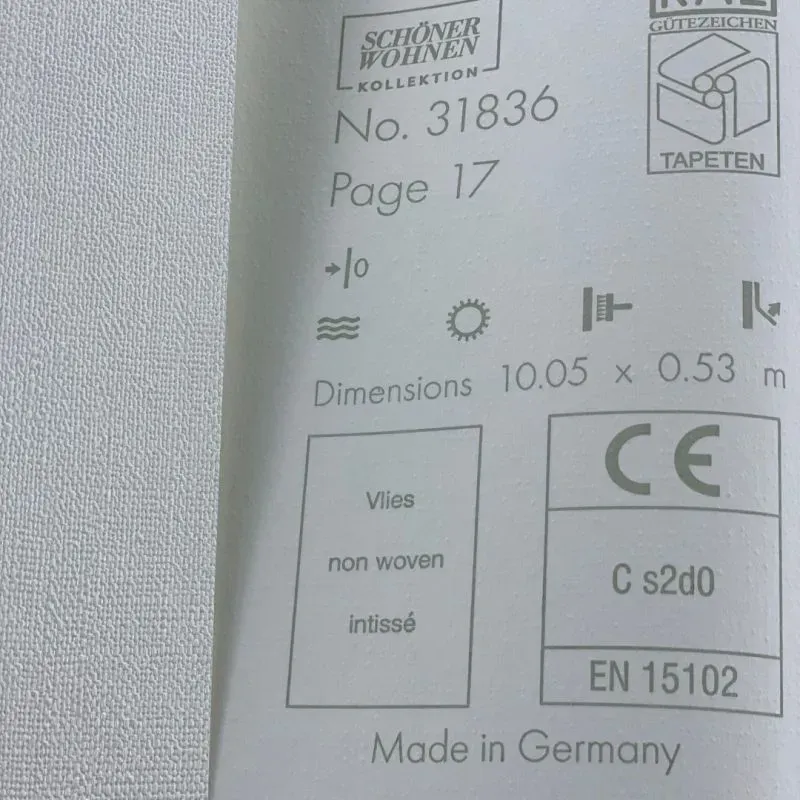 SCHÖNER
WOHNEN
KOLLEKTION
No. 31836
Page 17
GÜTEZEICHEN
TAPETEN
0
Dimensions 10.05 x 0.53 m
Vlies
non woven
intissé
CE
C s2d0
EN 15102
Made in Germany